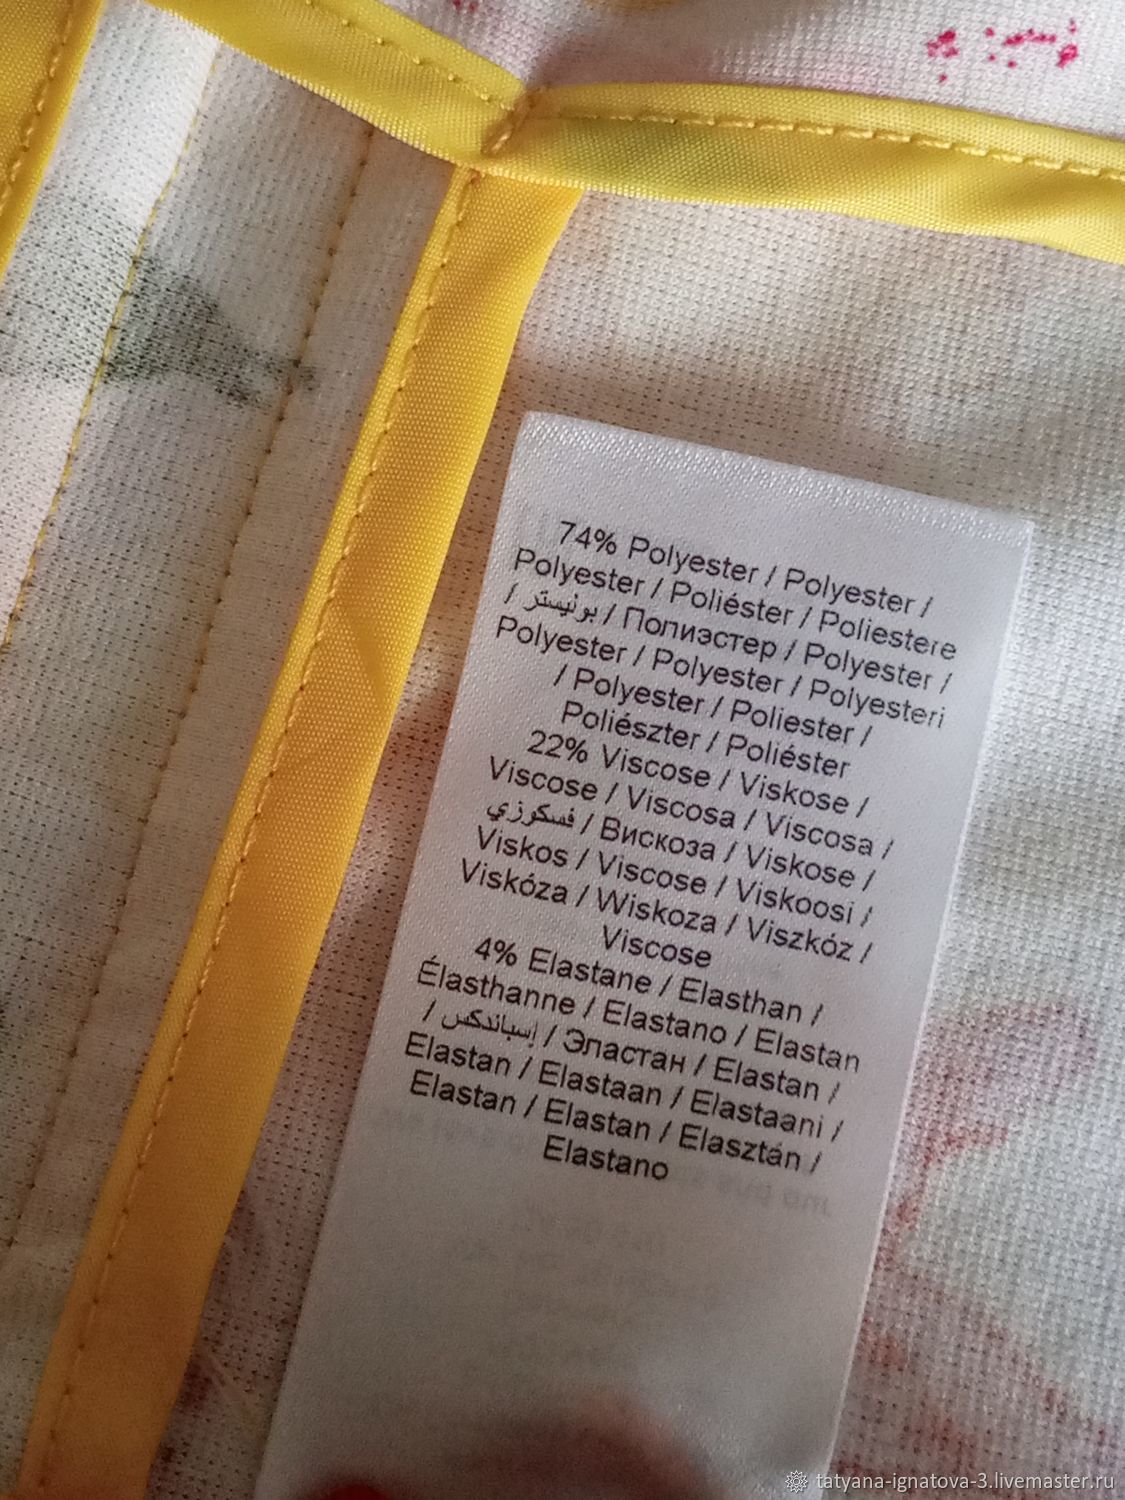 74% Polyester / Polyester /
Polyester / Poliéster / Poliestere
/ بوليستر / Полиэстер / Polyester /
Polyester / Polyester / Polyesteri
/ Polyester / Poliester /
Poliészter / Poliéster
22% Viscose / Viskose /
Viscose / Viscosa / Viscosa /
فسكوزي / Вискоза / Viskose /
Viskos / Viscose / Viskoosi /
Viskóza / Wiskoza / Viszkóz /
Viscose
4% Elastane / Elasthan /
Élasthanne / Elastano / Elastan
/ إسباندكس / Эластан / Elastan /
Elastan / Elastaan / Elastaani /
Elastan / Elastan / Elasztán /
Elastano
tatyana-ignatova-3.livemaster.ru